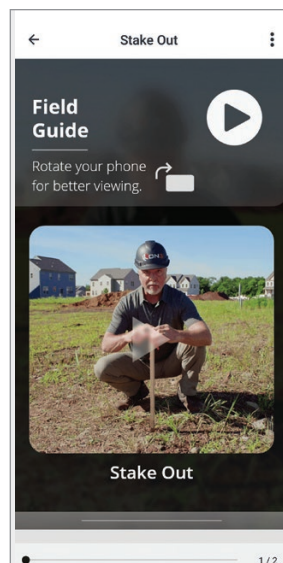 Stake Out
Field
Guide
Rotate your phone
for better viewing.
Stake Out
1/2